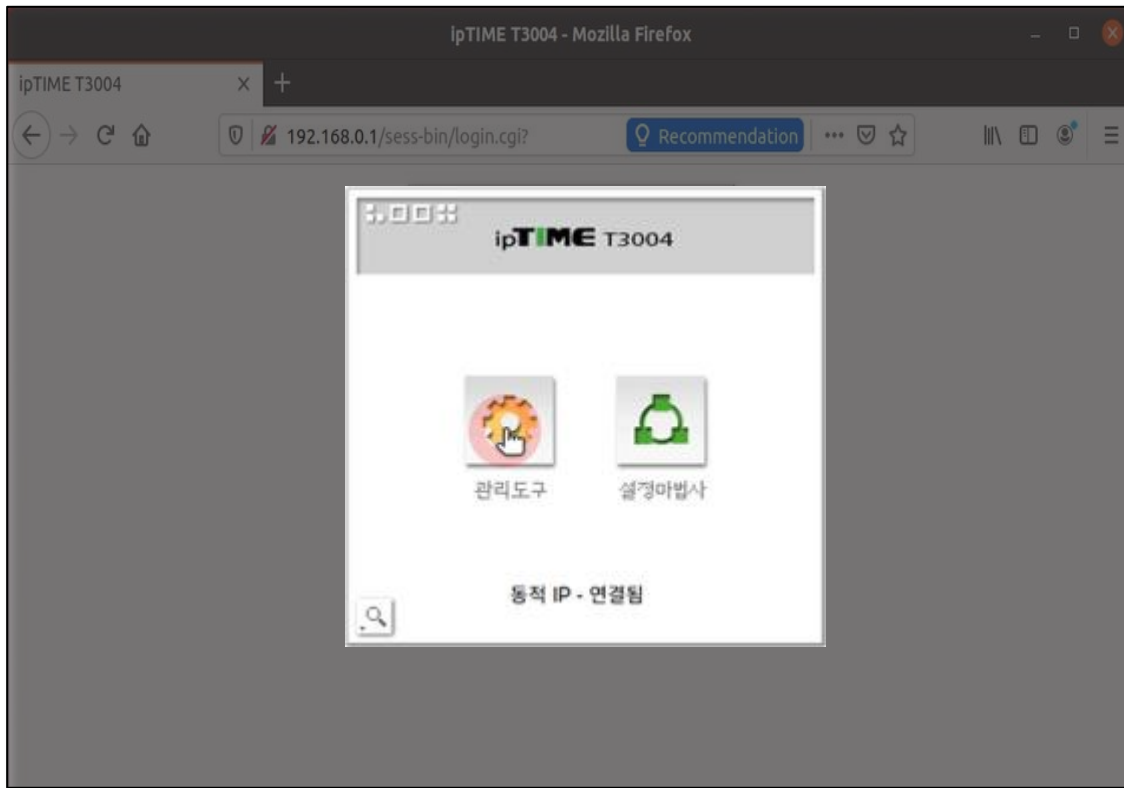 ipTIME T3004 - Mozilla Firefox
ipTIME T3004
192.168.0.1/sess-bin/login.cgi?
Recommendation
ipTIME T3004
관리도구
설정마법사
동적 IP - 연결됨